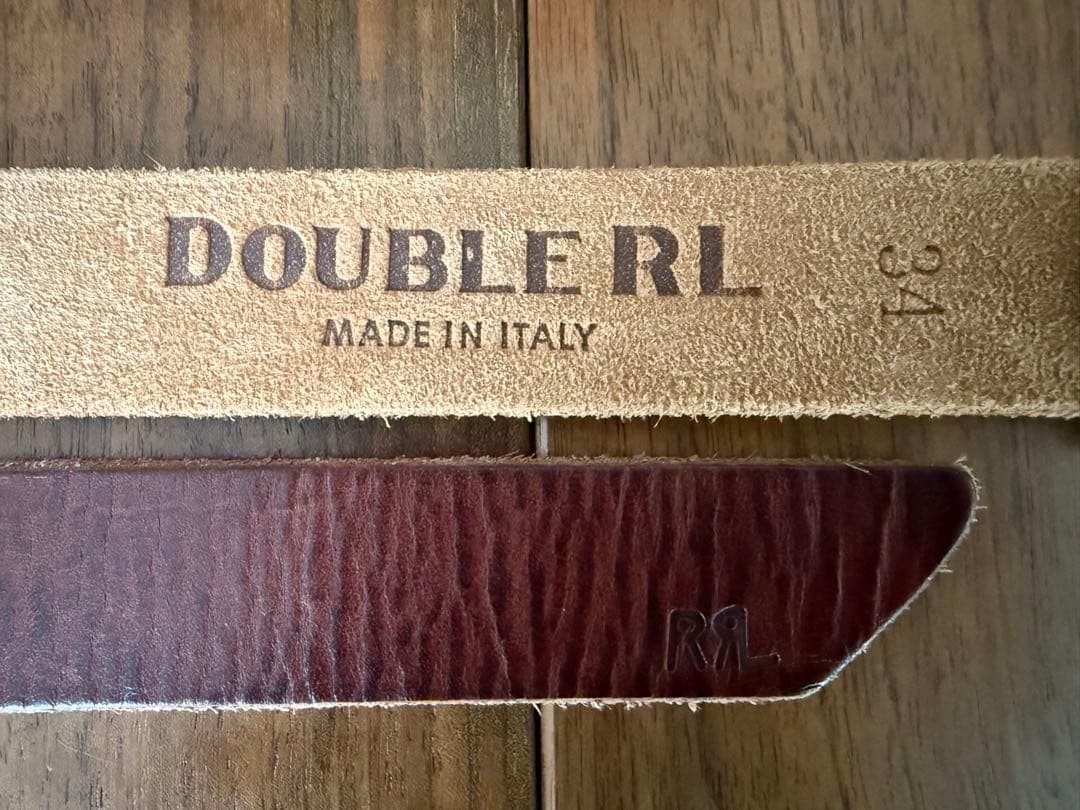 DOUBLE RL
MADE IN ITALY
34
RRL